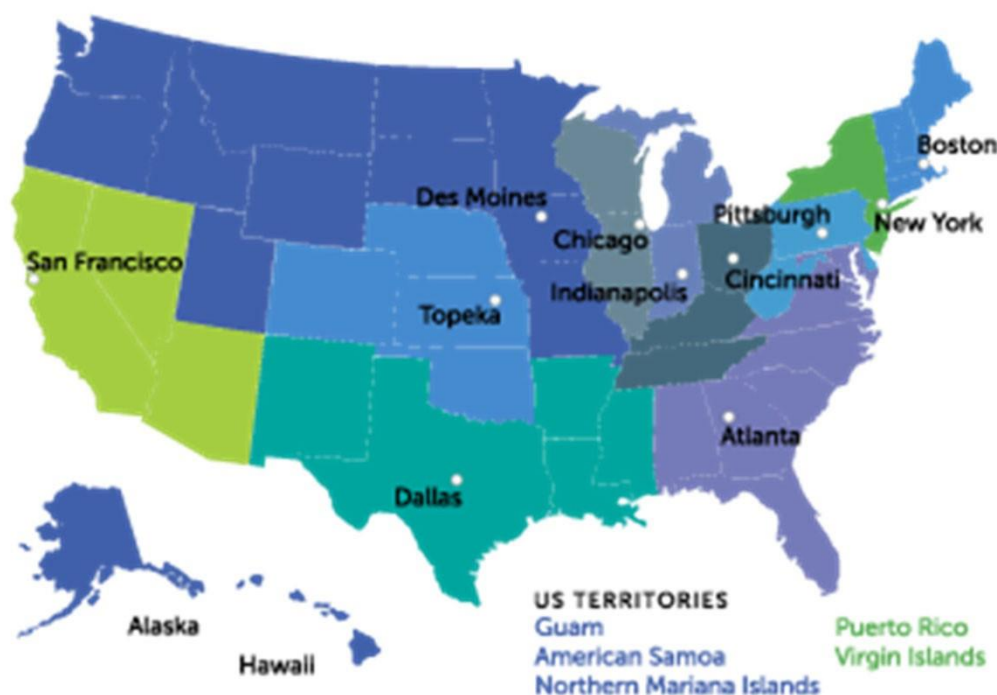 Boston
Des Moines
Pittsburgh
New York
Chicago
San Francisco
Cincinnati
Indianapolis
Topeka
Atlanta
Dallas
Alaska
Hawaii
US TERRITORIES
Guam
American Samoa
Northern Mariana Islands
Puerto Rico
Virgin Islands